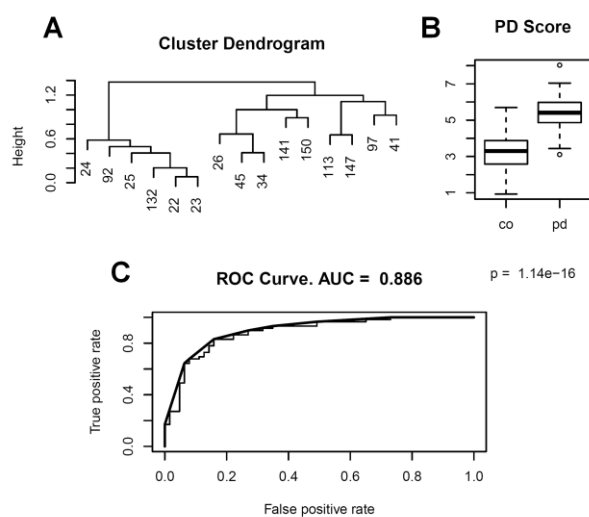 A
Cluster Dendrogram
Height
0.0
0.6
1.2
24
92
25
132
22
23
26
45
34
141
150
113
147
97
41
B
PD Score
7
5
3
1
co
pd
p = 1.14e−16
C
ROC Curve. AUC = 0.886
True positive rate
0.0
0.4
0.8
0.0
0.2
0.4
0.6
0.8
1.0
False positive rate